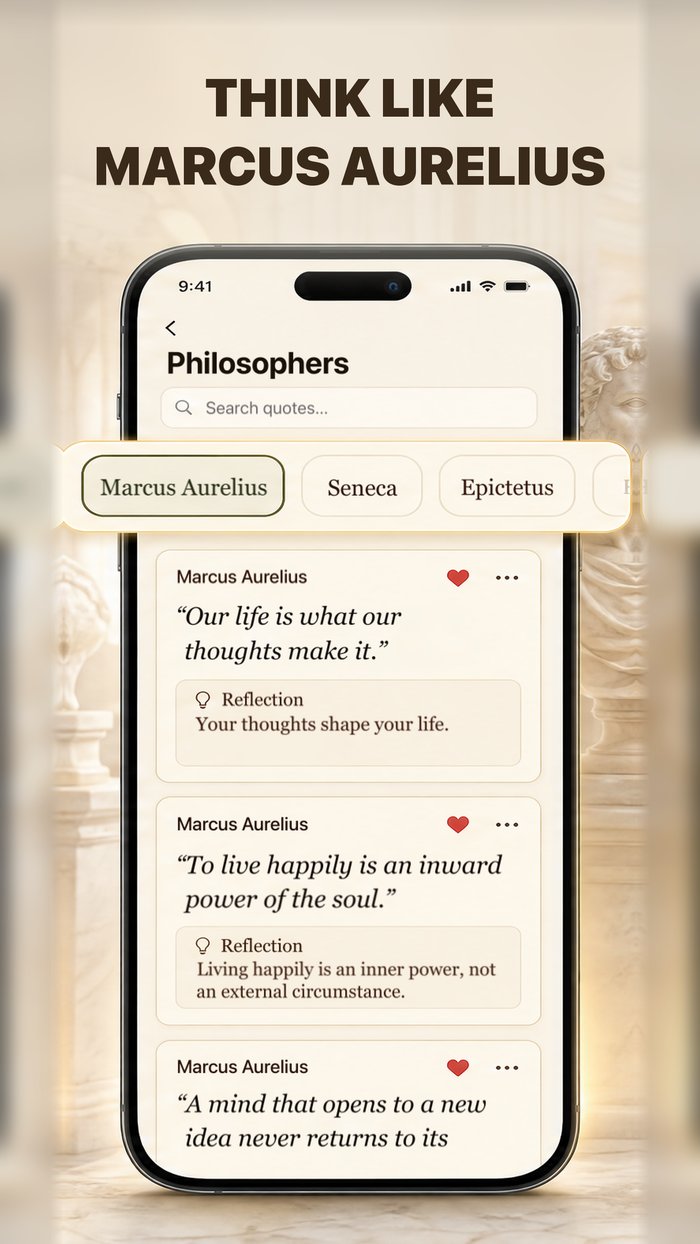 THINK LIKE
MARCUS AURELIUS
9:41
Philosophers
Search quotes...
Marcus Aurelius Seneca Epictetus
Marcus Aurelius
“Our life is what our
thoughts make it.”
Reflection
Your thoughts shape your life.
Marcus Aurelius
“To live happily is an inward
power of the soul.”
Reflection
Living happily is an inner power, not
an external circumstance.
Marcus Aurelius
“A mind that opens to a new
idea never returns to its